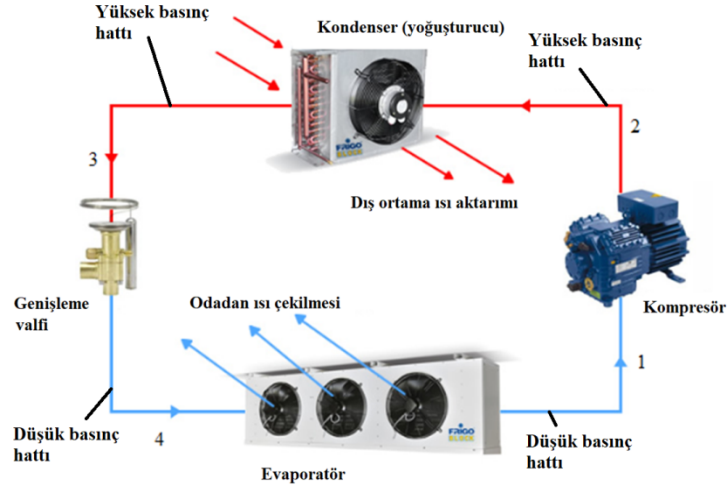 Yüksek basınç
hattı
Kondenser (yoğuşturucu)
Yüksek basınç
hattı
2
3
FRIGO
BLOCK
Dış ortama ısı aktarımı
Genişleme
valfi
Odadan ısı çekilmesi
Kompresör
1
Düşük basınç
hattı
4
FRIGO
BLOCK
Düşük basınç
hattı
Evaporatör